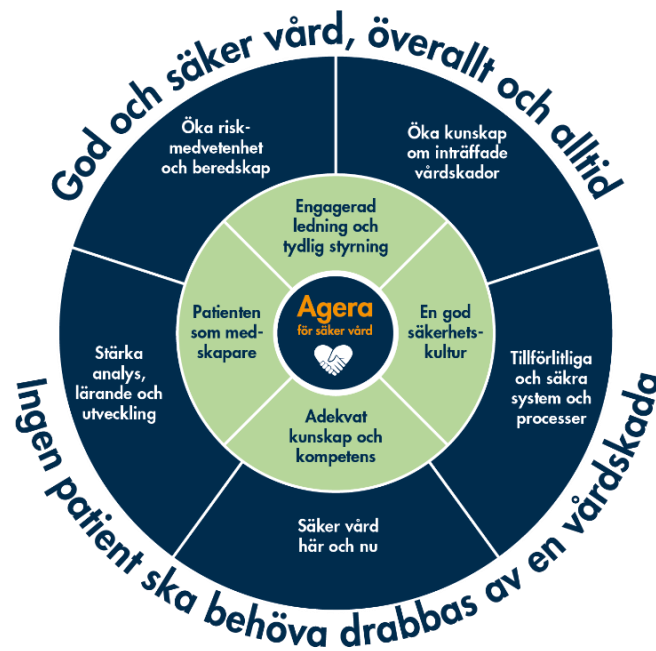 God och säker vård, överallt och alltid
Öka risk-
medvetenhet
och beredskap
Öka kunskap
om inträffade
vårdskador
Engagerad
ledning och
tydlig styrning
Patienten
som med-
skapare
Agera
för säker vård
En god
säkerhets-
kultur
Stärka
analys,
lärande och
utveckling
Tillförlitliga
och säkra
system och
processer
Adekvat
kunskap och
kompetens
Säker vård
här och nu
Ingen patient ska behöva drabbas av en vårdskada